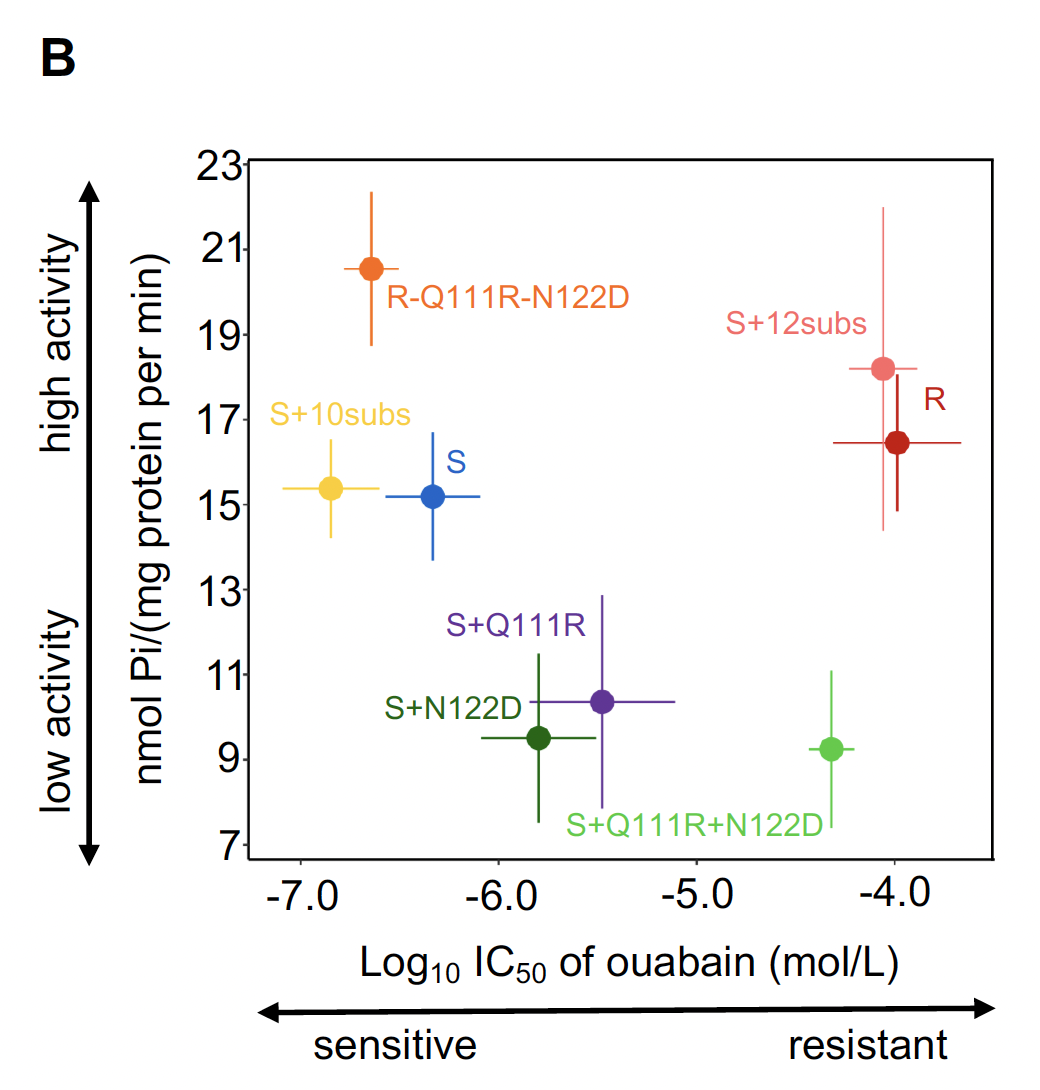 B
high activity
low activity
nmol Pi/(mg protein per min)
23
21
19
17
15
13
11
9
7
R-Q111R-N122D
S+12subs
R
S+10subs
S
S+Q111R
S+N122D
S+Q111R+N122D
-7.0 -6.0 -5.0 -4.0
Log₁₀ IC₅₀ of ouabain (mol/L)
sensitive resistant